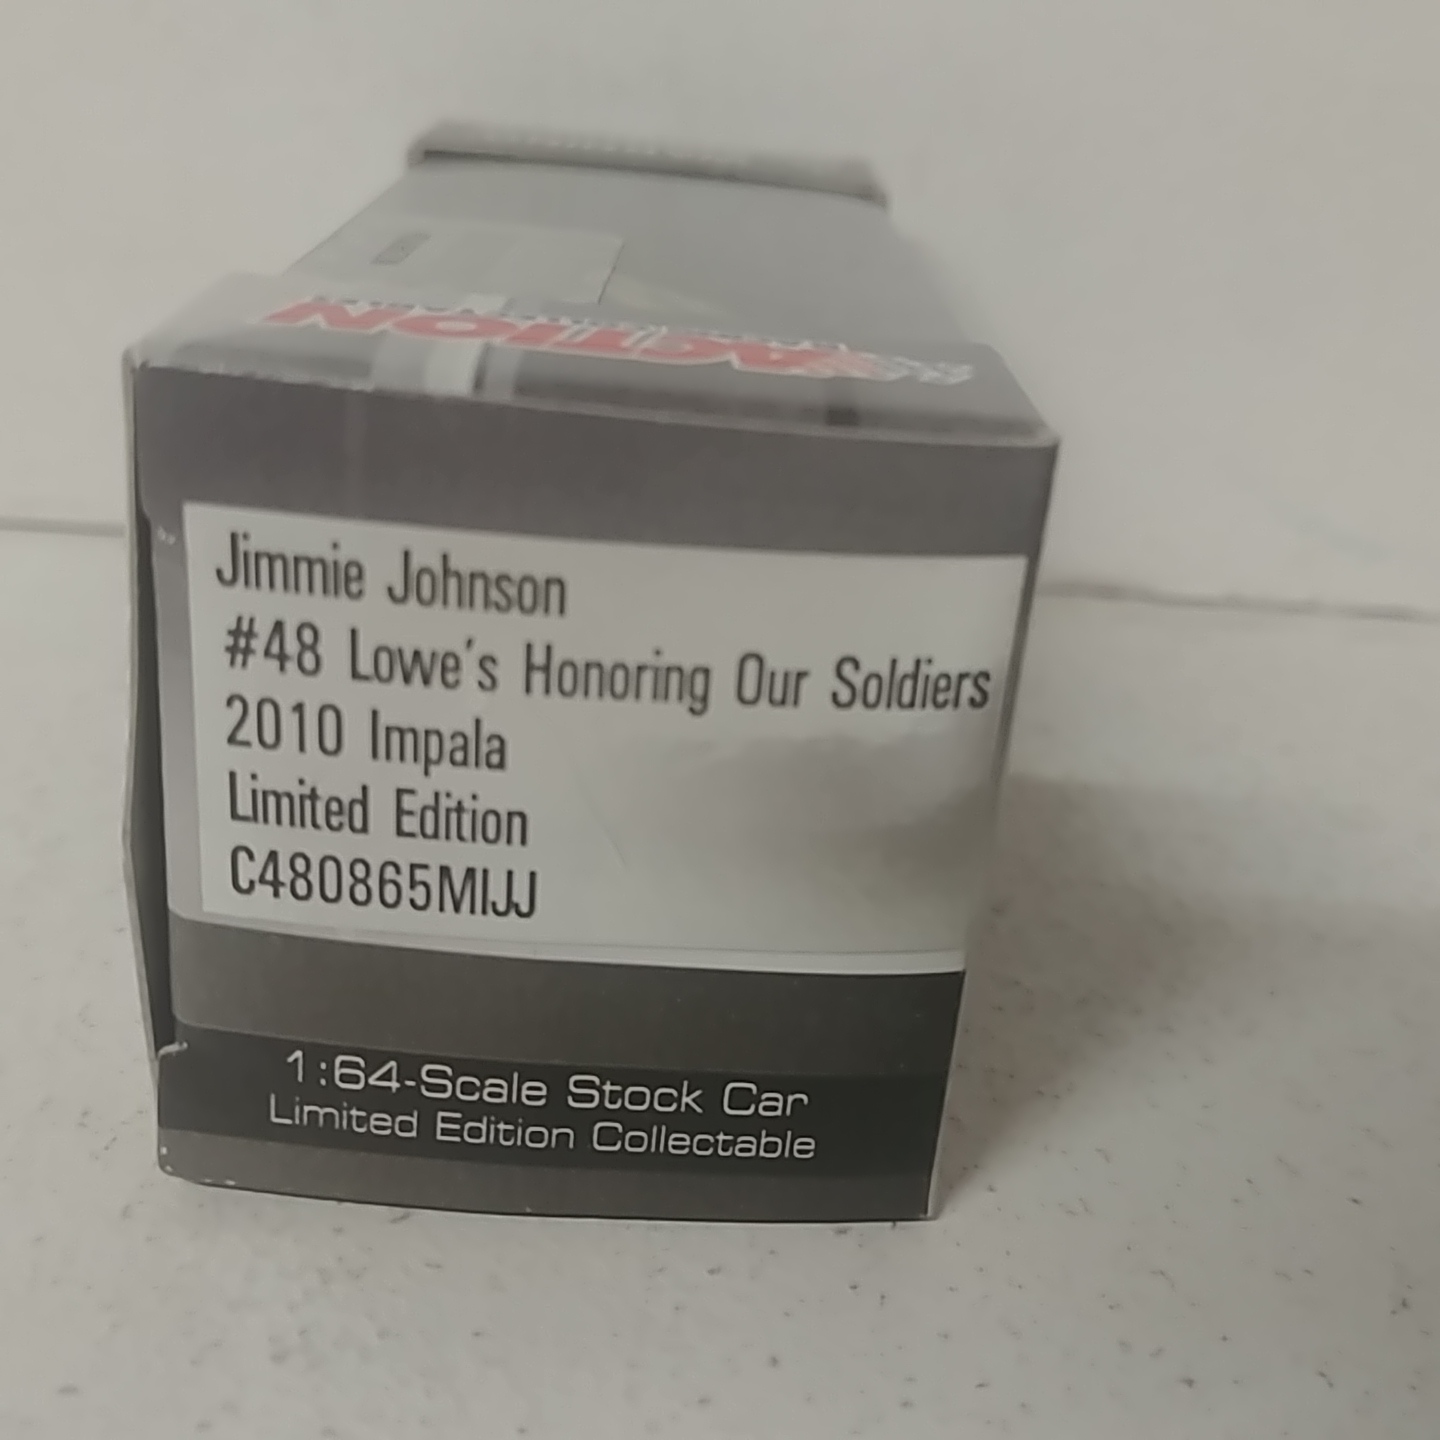 ACTION
Jimmie Johnson
#48 Lowe's Honoring Our Soldiers
2010 Impala
Limited Edition
C480865MIJJ
1:64-Scale Stock Car
Limited Edition Collectable